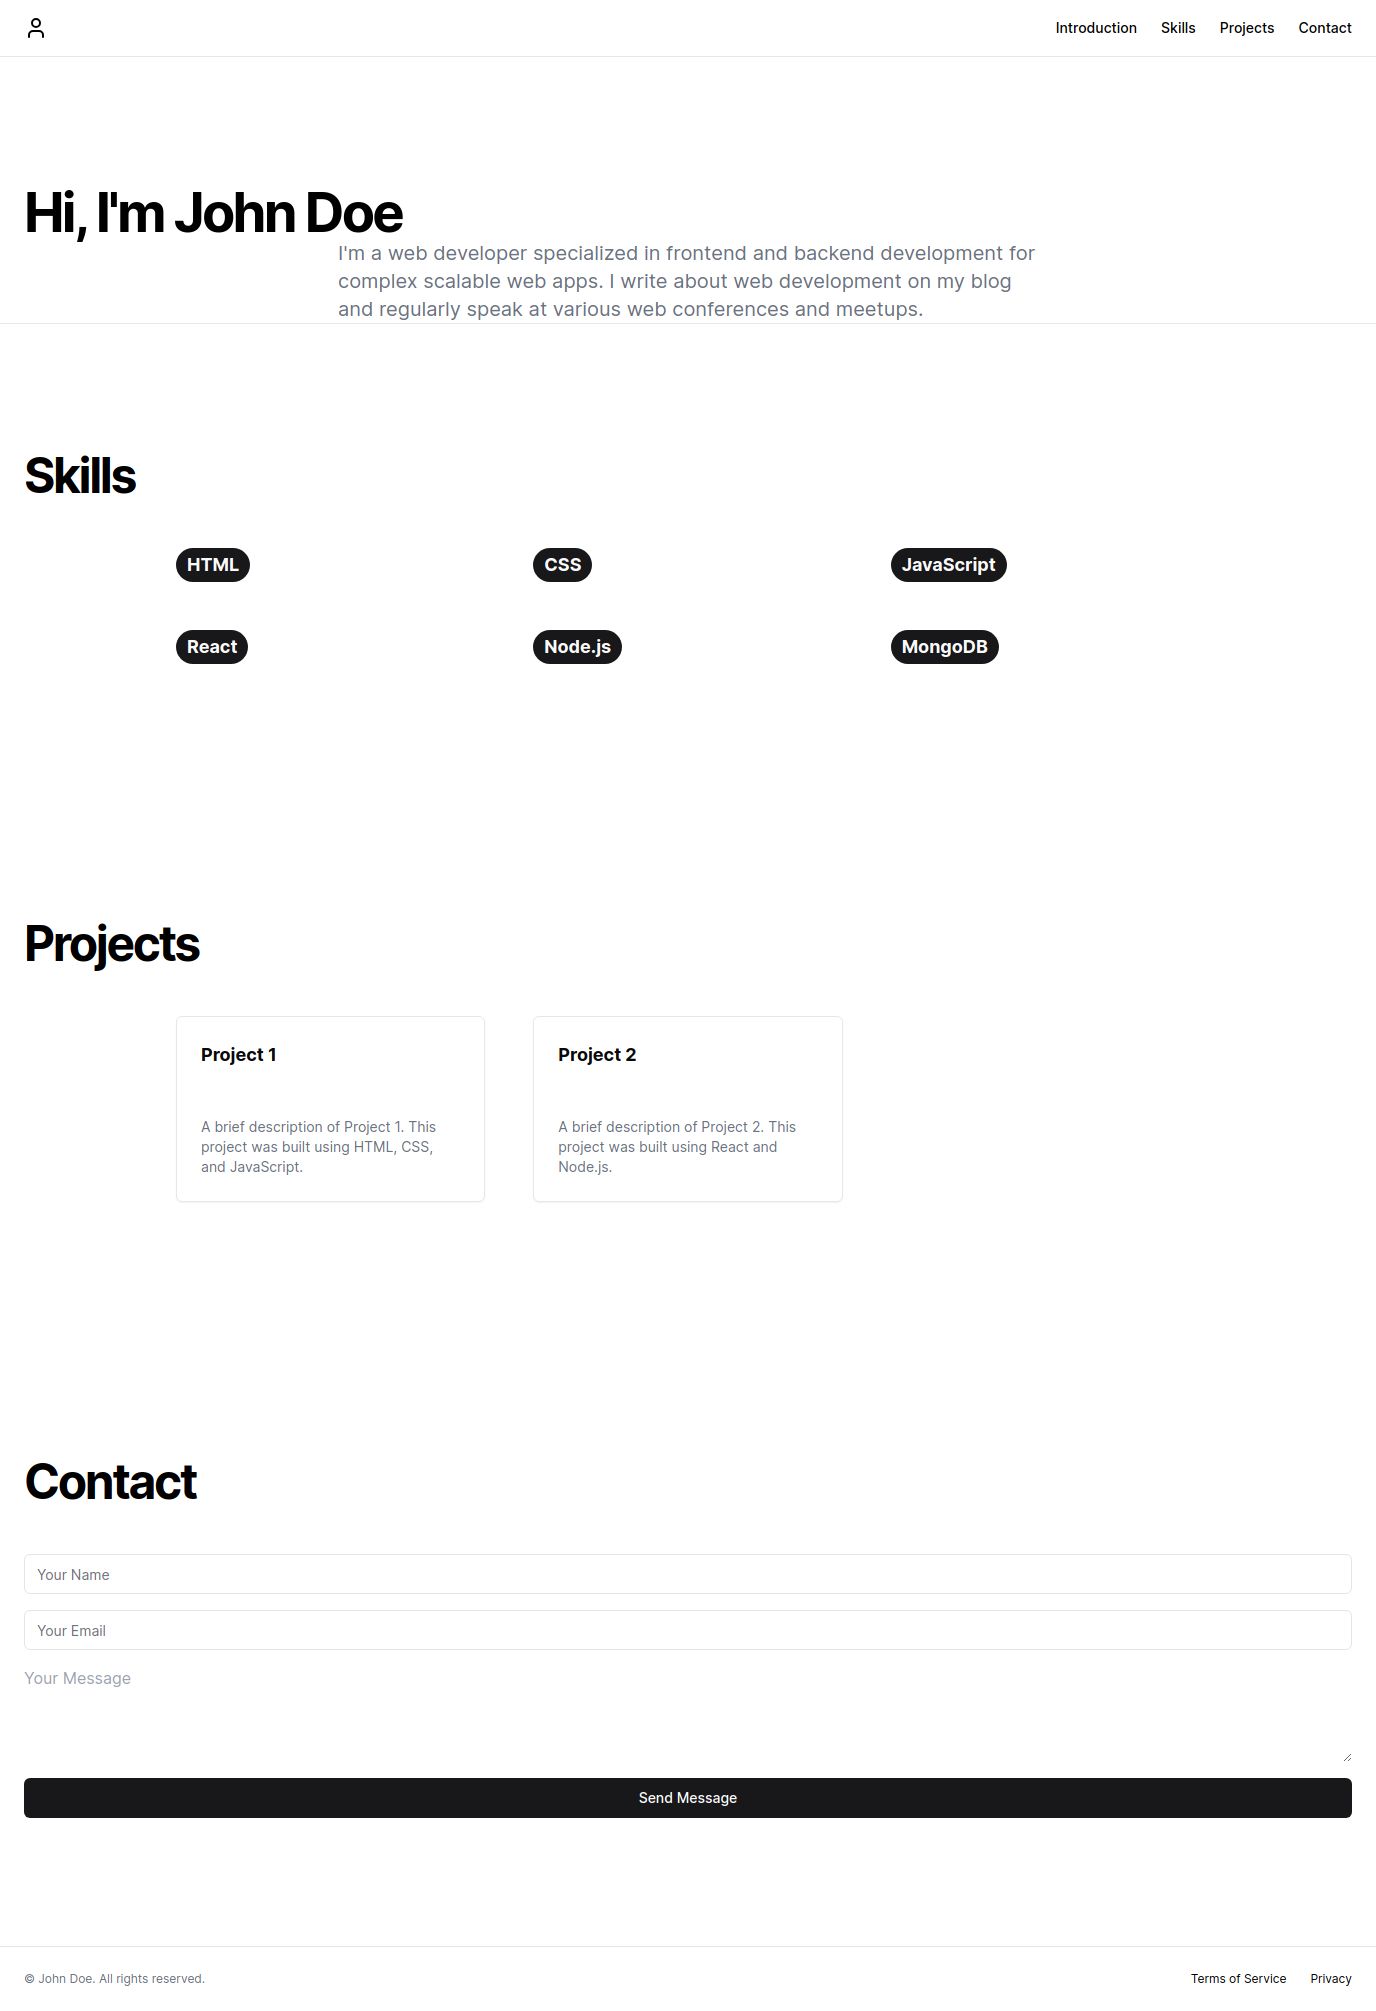 Introduction Skills Projects Contact
Hi, I'm John Doe
I'm a web developer specialized in frontend and backend development for
complex scalable web apps. I write about web development on my blog
and regularly speak at various web conferences and meetups.
Skills
HTML CSS JavaScript
React Node.js MongoDB
Projects
Project 1
A brief description of Project 1. This
project was built using HTML, CSS,
and JavaScript.
Project 2
A brief description of Project 2. This
project was built using React and
Node.js.
Contact
Your Name
Your Email
Your Message
Send Message
© John Doe. All rights reserved.
Terms of Service Privacy